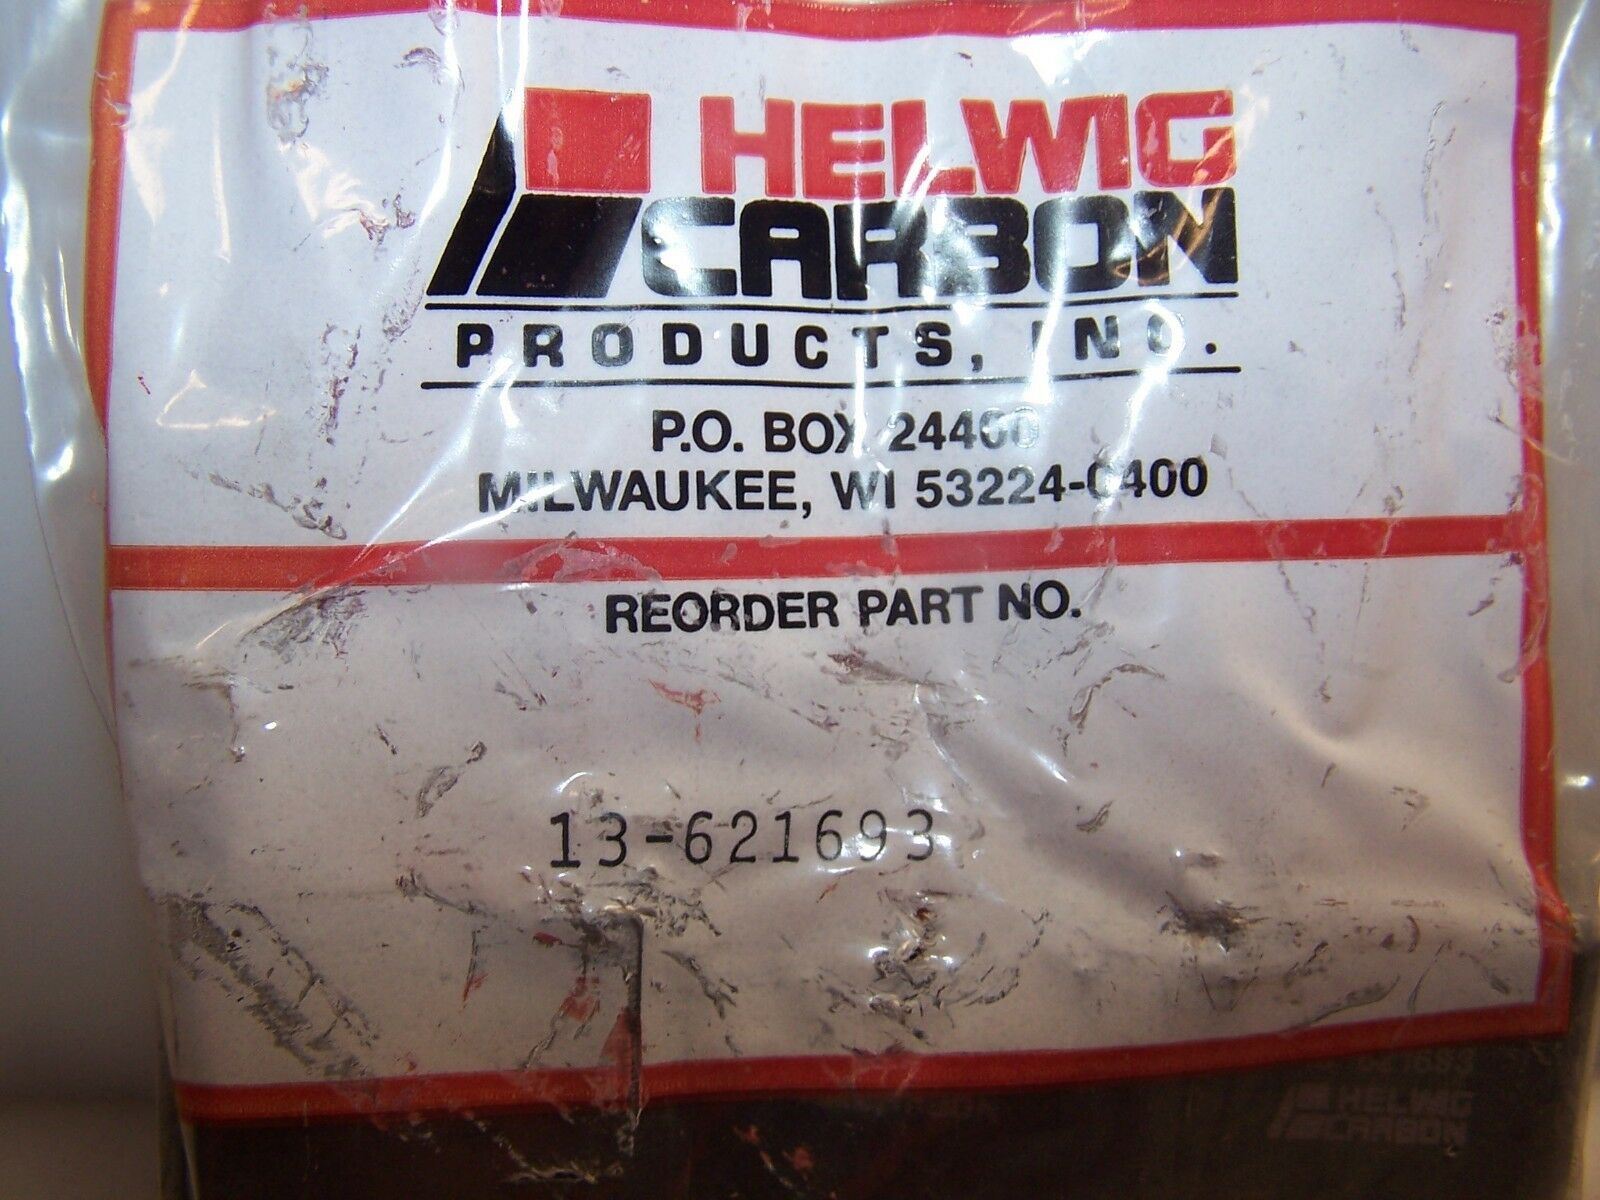 HELWIG
CARBON
PRODUCTS, INC.
P.O. BOX 24400
MILWAUKEE, WI 53224-0400
REORDER PART NO.
13-621693
HELWIG
CARBON